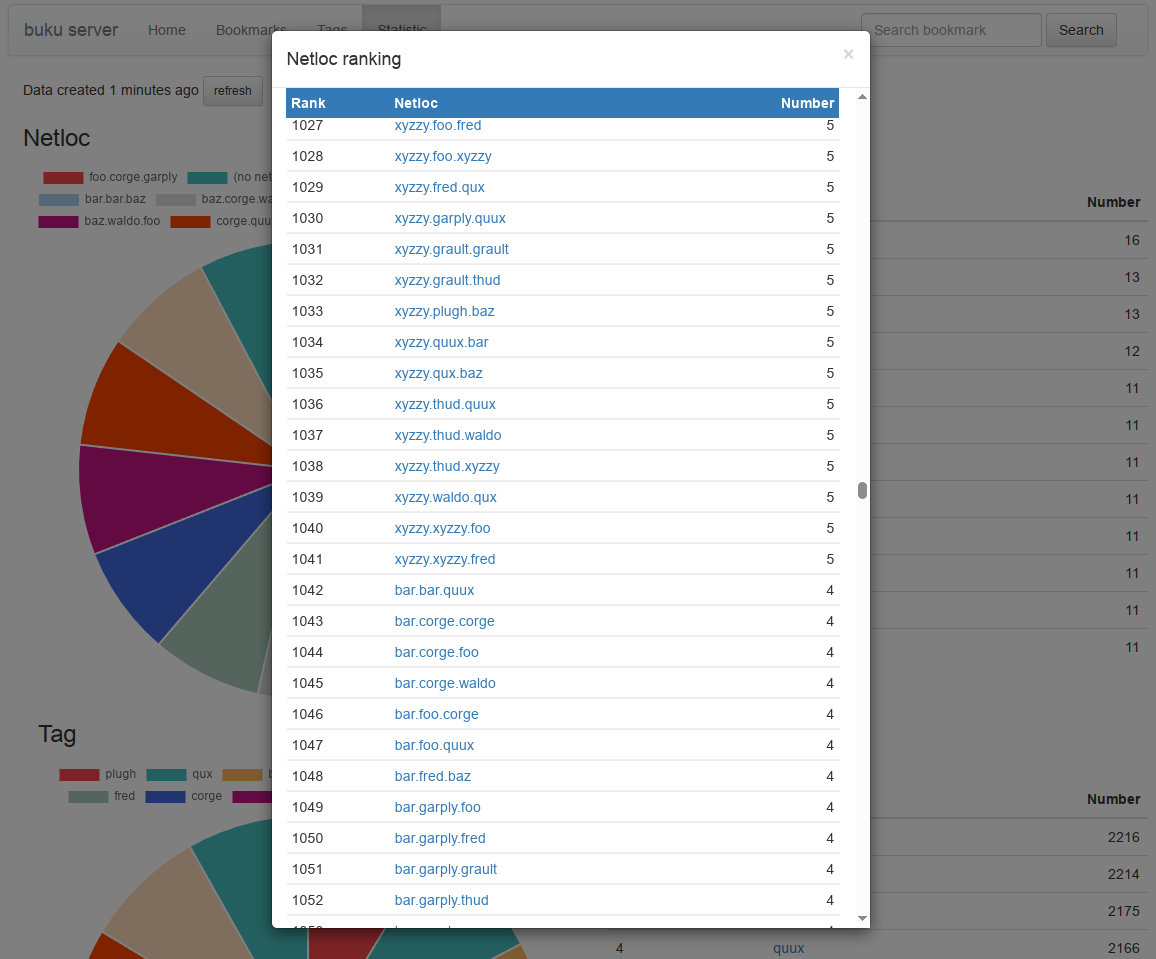 buku server Home Bookmarks Tags Statistic Search bookmark Search
Data created 1 minutes ago refresh
Netloc
foo.corge.garply (no net
bar.bar.baz baz.corge.wa
baz.waldo.foo corge.quu
Number
16
13
13
12
11
11
11
11
11
11
11
11
Tag
plugh qux b
fred corge
Number
2216
2214
2175
4 quux 2166
Netloc ranking ×
Rank Netloc Number
1027 xyzzy.foo.fred 5
1028 xyzzy.foo.xyzzy 5
1029 xyzzy.fred.qux 5
1030 xyzzy.garply.quux 5
1031 xyzzy.grault.grault 5
1032 xyzzy.grault.thud 5
1033 xyzzy.plugh.baz 5
1034 xyzzy.quux.bar 5
1035 xyzzy.qux.baz 5
1036 xyzzy.thud.quux 5
1037 xyzzy.thud.waldo 5
1038 xyzzy.thud.xyzzy 5
1039 xyzzy.waldo.qux 5
1040 xyzzy.xyzzy.foo 5
1041 xyzzy.xyzzy.fred 5
1042 bar.bar.quux 4
1043 bar.corge.corge 4
1044 bar.corge.foo 4
1045 bar.corge.waldo 4
1046 bar.foo.corge 4
1047 bar.foo.quux 4
1048 bar.fred.baz 4
1049 bar.garply.foo 4
1050 bar.garply.fred 4
1051 bar.garply.grault 4
1052 bar.garply.thud 4